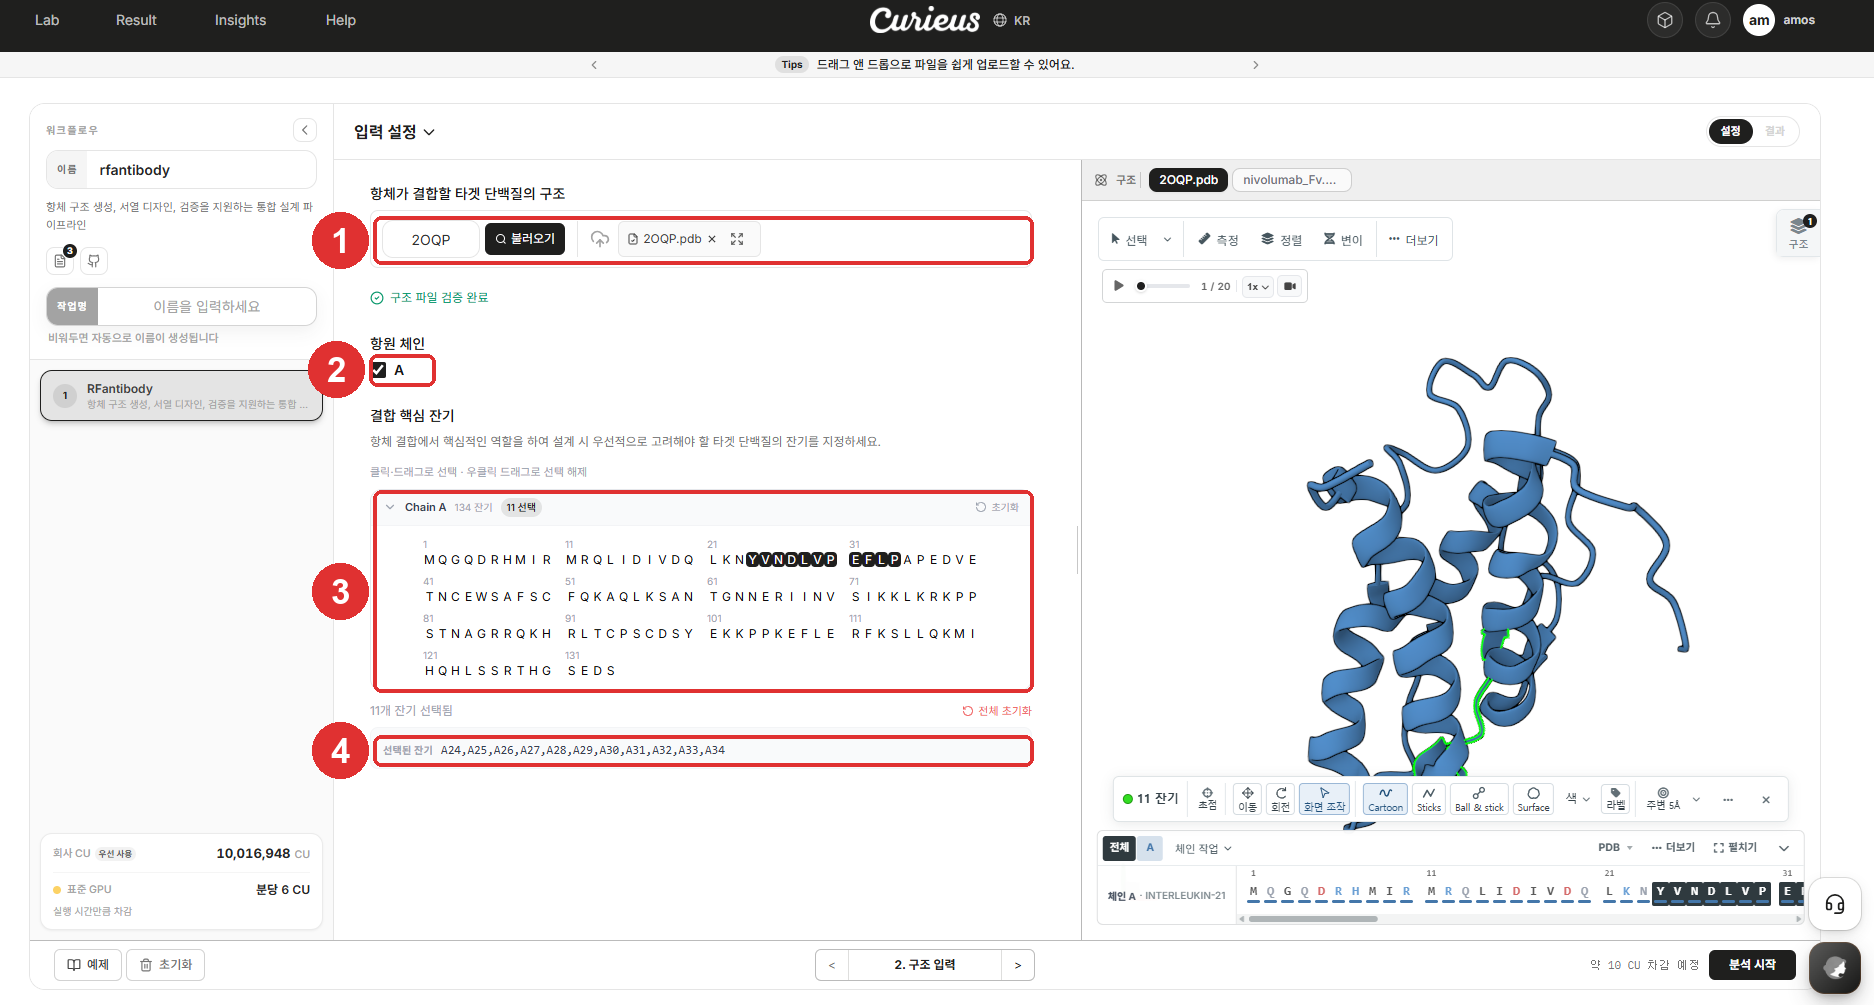 Lab Result Insights Help Curieus KR am amos
Tips 드래그 앤 드롭으로 파일을 쉽게 업로드할 수 있어요.
워크플로우
이름 rfantibody
항체 구조 생성, 서열 디자인, 검증을 지원하는 통합 설계 파
이프라인
3
작업명 이름을 입력하세요
비워두면 자동으로 이름이 생성됩니다
1 RFantibody
항체 구조 생성, 서열 디자인, 검증을 지원하는 통합 ...
회사 CU 우선 사용 10,016,948 CU
표준 GPU 분당 6 CU
실행 시간만큼 차감
입력 설정
설정 결과
항체가 결합할 타겟 단백질의 구조
1 2OQP 불러오기 2OQP.pdb ×
구조 파일 검증 완료
항원 체인
2 A
결합 핵심 잔기
항체 결합에서 핵심적인 역할을 하여 설계 시 우선적으로 고려해야 할 타겟 단백질의 잔기를 지정하세요.
클릭·드래그로 선택 · 우클릭 드래그로 선택 해제
Chain A 134 잔기 11 선택 초기화
3
1 11 21 31
MQGQDRHMIR MRQLIDIVDQ LKNYVNDLVP EFLPAPEDVE
41 51 61 71
TNCEWSAFSC FQKAQLKSAN TGNNERIINV SIKKLKRKPP
81 91 101 111
STNAGRRQKH RLTCPSCDSY EKKPPKEFLE RFKSLLQKMI
121 131
HQHLSSRTHG SEDS
11개 잔기 선택됨 전체 초기화
4 선택된 잔기 A24,A25,A26,A27,A28,A29,A30,A31,A32,A33,A34
구조 2OQP.pdb nivolumab_Fv....
선택 측정 정렬 변이 ··· 더보기
1 구조
1 / 20 1x
11 잔기 초점 이동 회전 화면 조작 Cartoon Sticks Ball & stick Surface 색 라벨 주변 5Å ··· ×
전체 A 체인 작업 PDB ··· 더보기 펼치기
1 11 21 31
체인 A · INTERLEUKIN-21 MQGQDRHMIR MRQLIDIVDQ LKNYVNDLVP E
예제 초기화
< 2. 구조 입력 >
약 10 CU 차감 예정 분석 시작